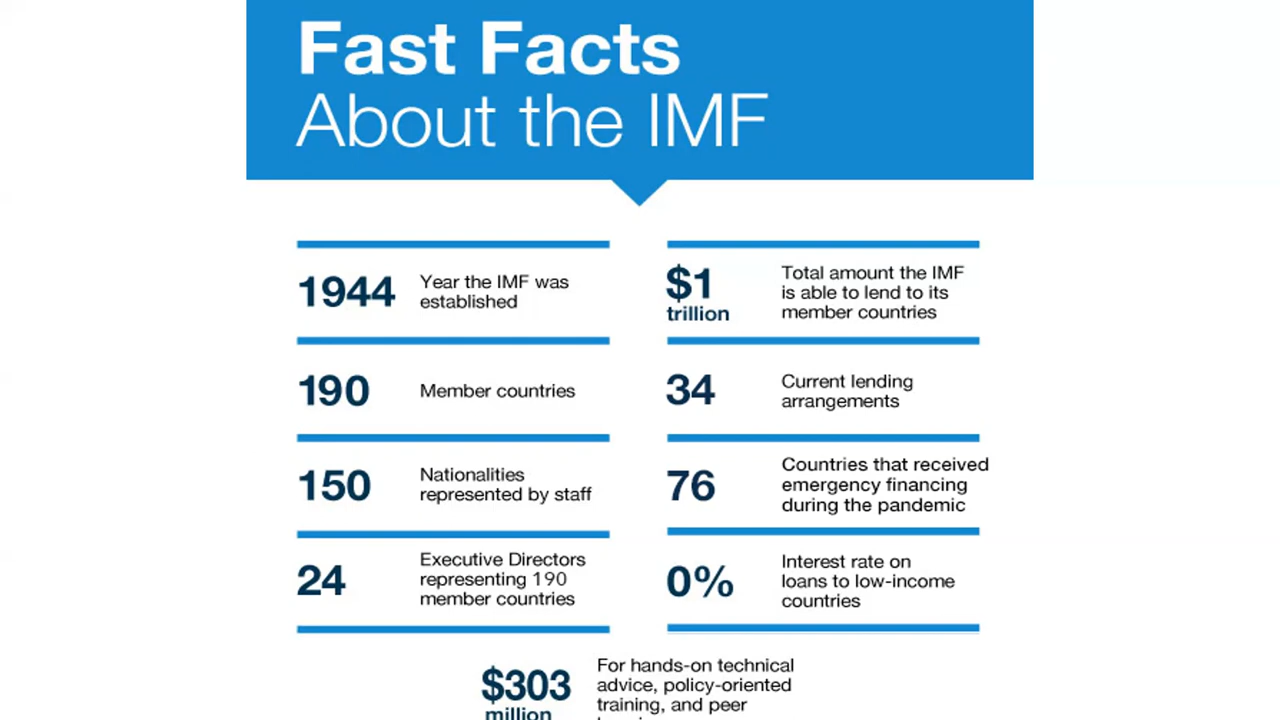 Fast Facts
About the IMF
1944
Year the IMF was
established
190
Member countries
150
Nationalities
represented by staff
24
Executive Directors
representing 190
member countries
$1
trillion
Total amount the IMF
is able to lend to its
member countries
34
Current lending
arrangements
76
Countries that received
emergency financing
during the pandemic
0%
Interest rate on
loans to low-income
countries
$303
million
For hands-on technical
advice, policy-oriented
training, and peer